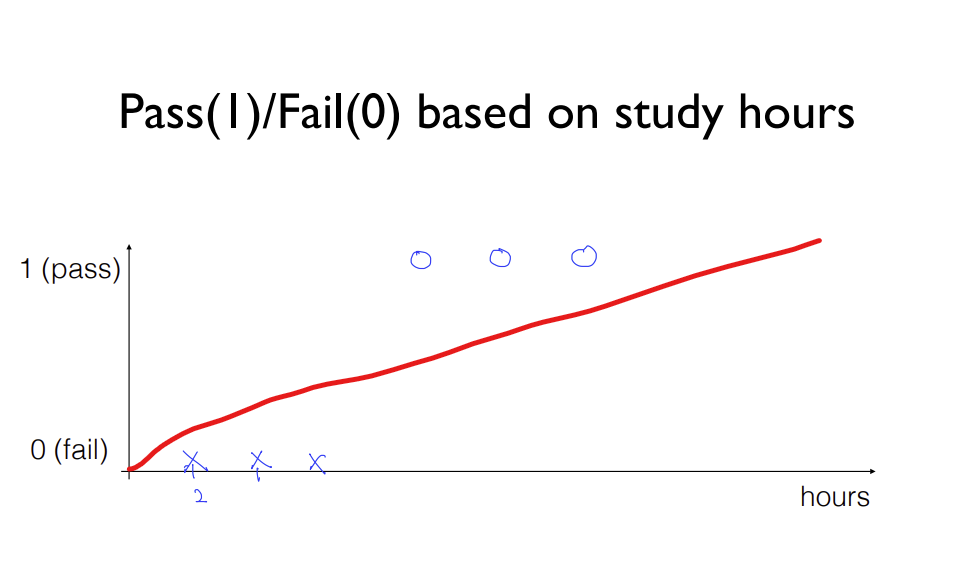 Pass(1)/Fail(0) based on study hours
1 (pass)
0 (fail)
2
hours